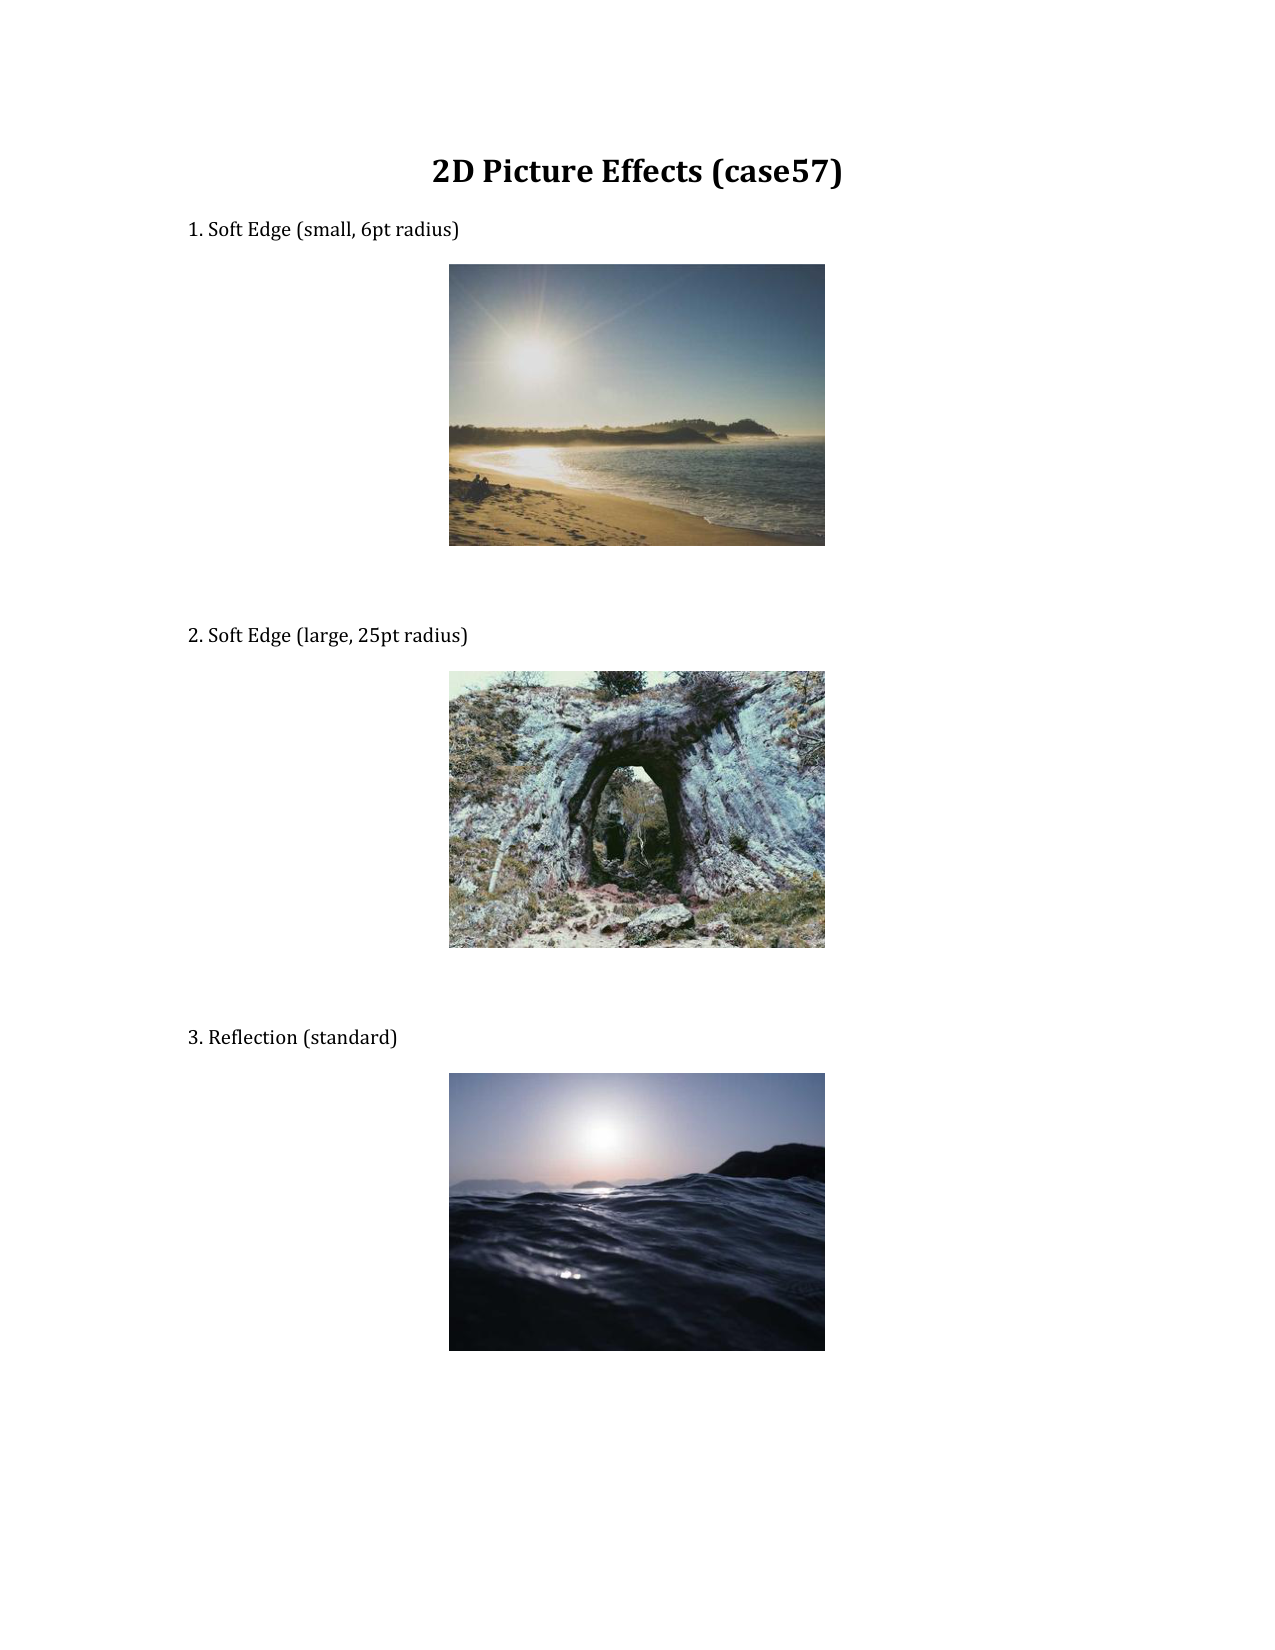 2D Picture Effects (case57)
1. Soft Edge (small, 6pt radius)
2. Soft Edge (large, 25pt radius)
3. Reflection (standard)